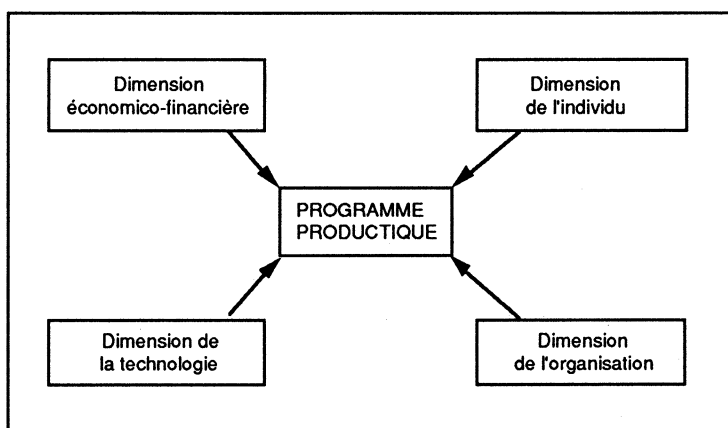 Dimension
économico-financière
Dimension
de l'individu
PROGRAMME
PRODUCTIQUE
Dimension de
la technologie
Dimension
de l'organisation